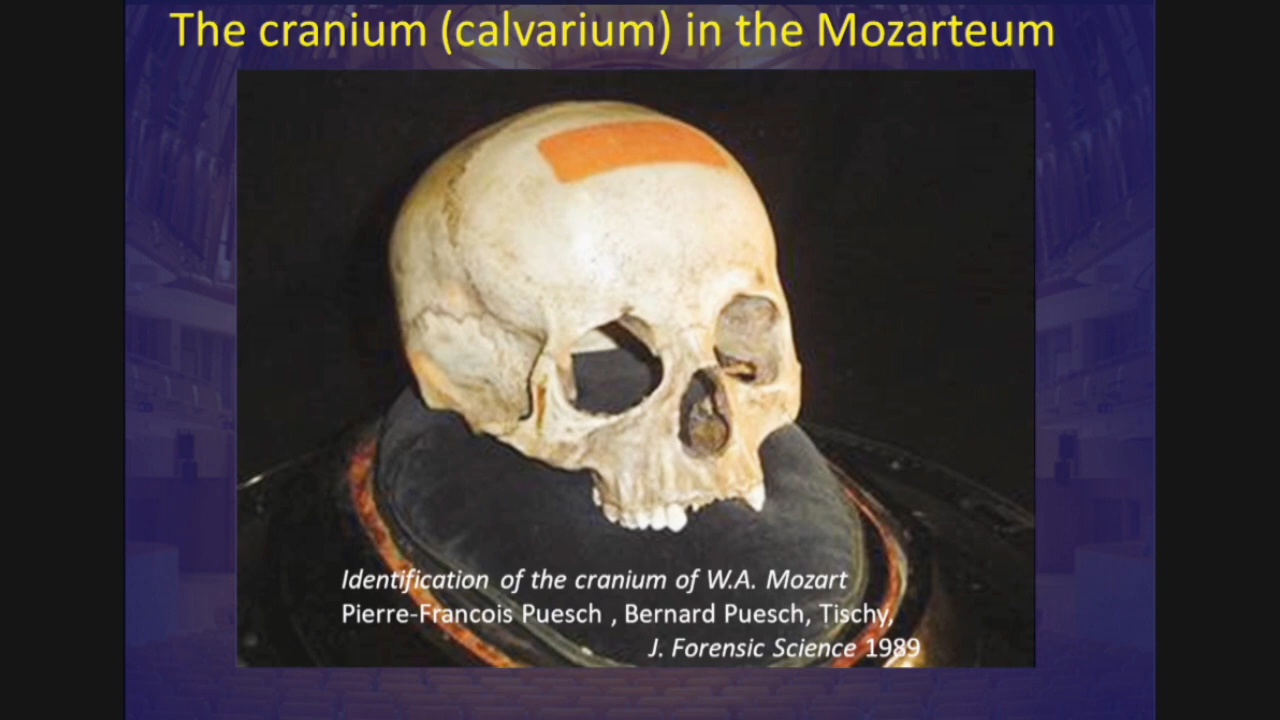 The cranium (calvarium) in the Mozarteum
Identification of the cranium of W.A. Mozart
Pierre-Francois Puesch , Bernard Puesch, Tischy,
J. Forensic Science 1989